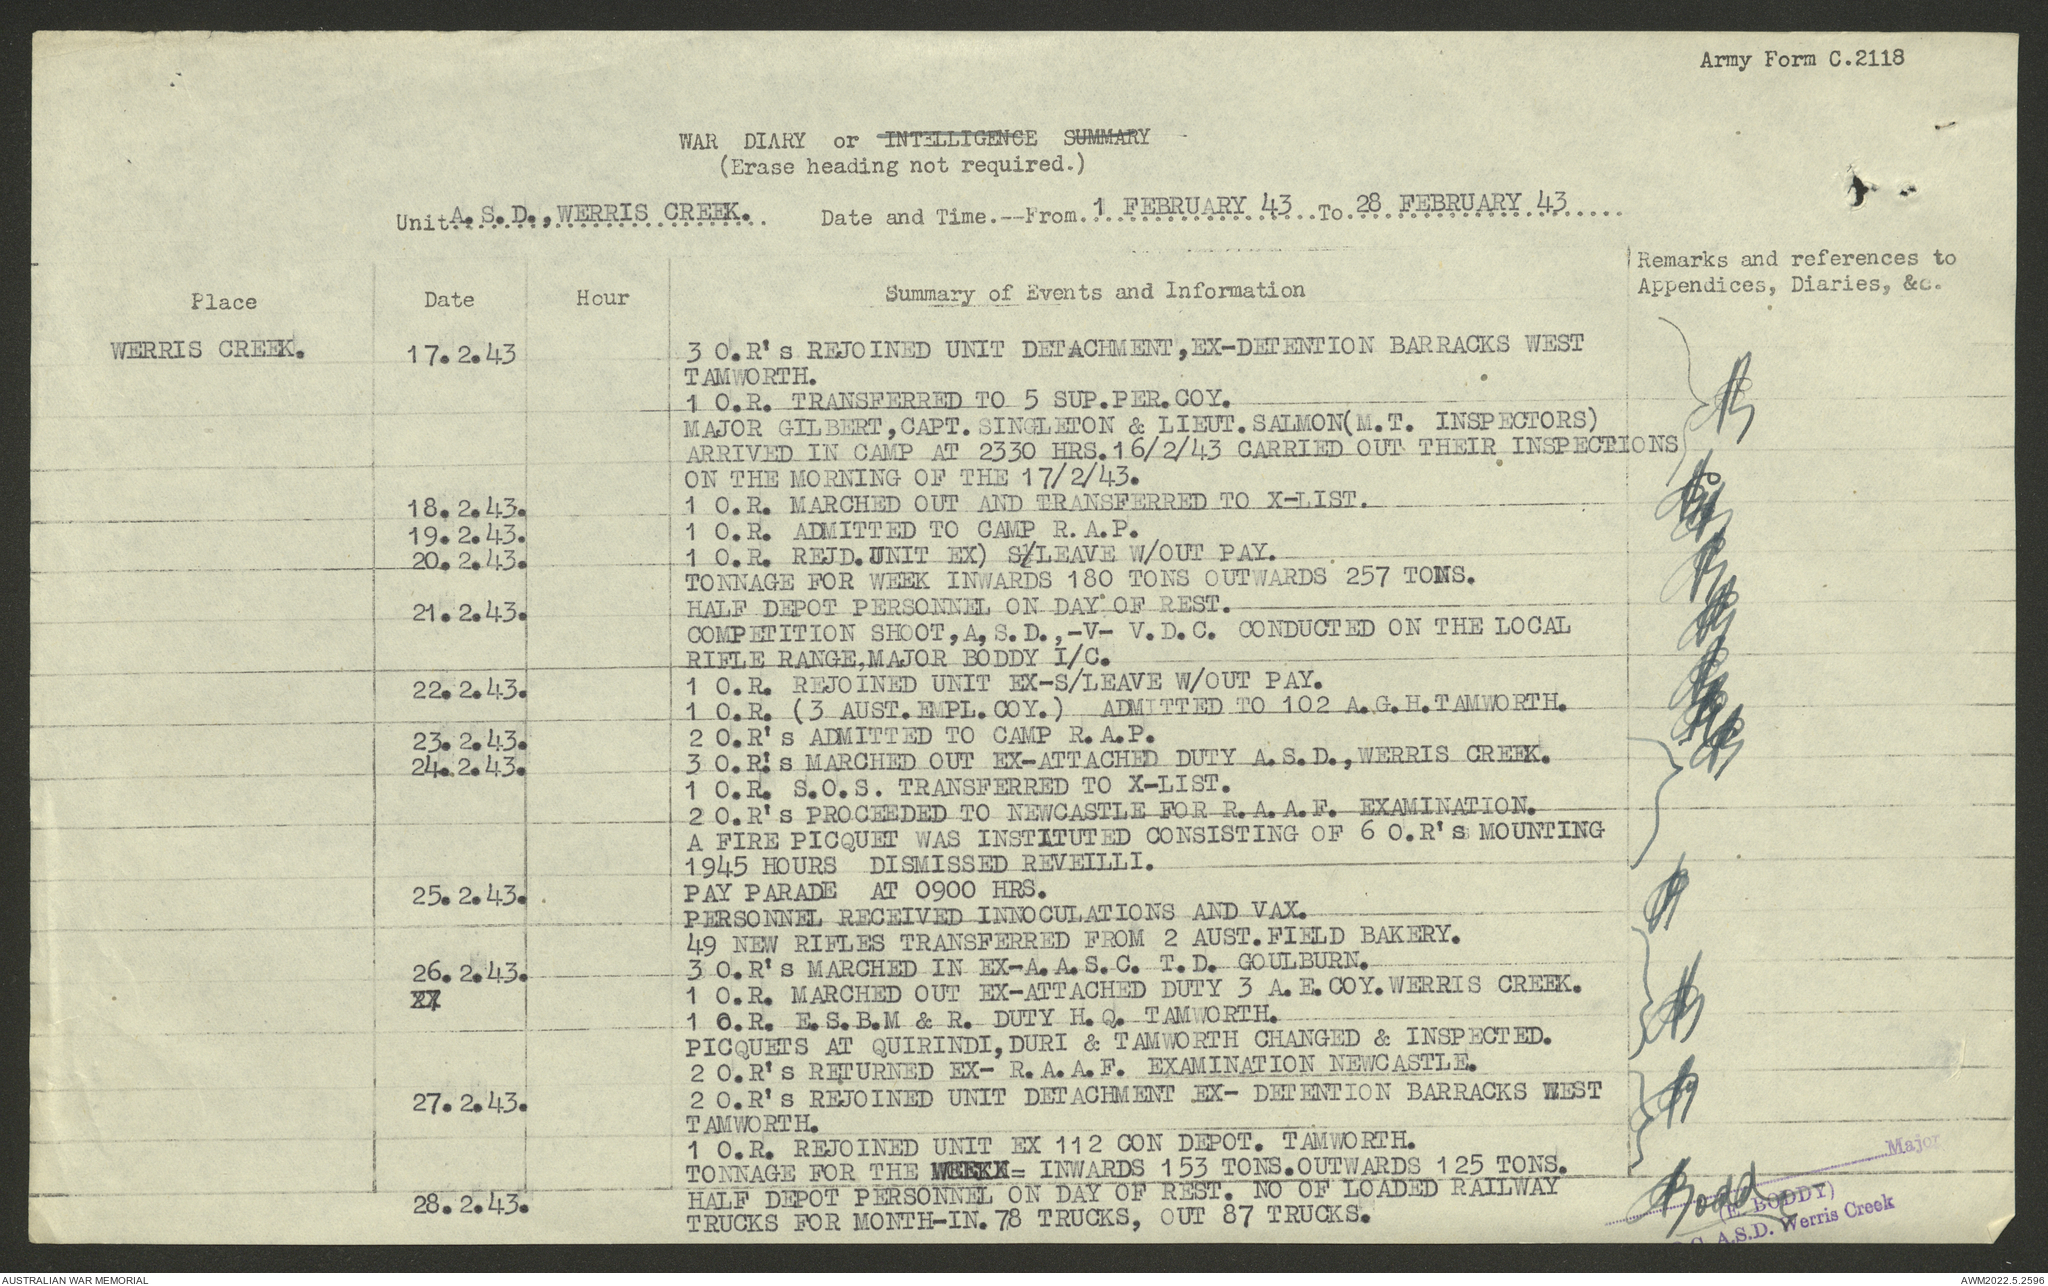 Army Form C.2118
WAR DIARY or INTELLIGENCE SUMMARY
(Erase heading not required.)
Unit A.S.D.,WERRIS CREEK. Date and Time.--From 1 FEBRUARY 43 To 28 FEBRUARY 43
Place Date Hour Summary of Events and Information Remarks and references to
Appendices, Diaries, &c.
WERRIS CREEK. 17.2.43 3 O.R's REJOINED UNIT DETACHMENT,EX-DETENTION BARRACKS WEST
TAMWORTH.
1 O.R. TRANSFERRED TO 5 SUP.PER.COY.
MAJOR GILBERT,CAPT.SINGLETON & LIEUT.SALMON(M.T. INSPECTORS)
ARRIVED IN CAMP AT 2330 HRS.16/2/43 CARRIED OUT THEIR INSPECTIONS
ON THE MORNING OF THE 17/2/43.
18.2.43. 1 O.R. MARCHED OUT AND TRANSFERRED TO X-LIST.
19.2.43. 1 O.R. ADMITTED TO CAMP R.A.P.
20.2.43. 1 O.R. REJD.UNIT EX) S/LEAVE W/OUT PAY.
TONNAGE FOR WEEK INWARDS 180 TONS OUTWARDS 257 TONS.
21.2.43. HALF DEPOT PERSONNEL ON DAY OF REST.
COMPETITION SHOOT,A,S.D.,-V- V.D.C. CONDUCTED ON THE LOCAL
RIFLE RANGE,MAJOR BODDY I/C.
22.2.43. 1 O.R. REJOINED UNIT EX-S/LEAVE W/OUT PAY.
1 O.R. (3 AUST.EMPL.COY.) ADMITTED TO 102 A.G.H.TAMWORTH.
23.2.43. 2 O.R's ADMITTED TO CAMP R.A.P.
24.2.43. 3 O.R's MARCHED OUT EX-ATTACHED DUTY A.S.D.,WERRIS CREEK.
1 O.R. S.O.S. TRANSFERRED TO X-LIST.
2 O.R's PROCEEDED TO NEWCASTLE FOR R.A.A.F. EXAMINATION.
A FIRE PICQUET WAS INSTITUTED CONSISTING OF 6 O.R's MOUNTING
1945 HOURS DISMISSED REVEILLI.
25.2.43. PAY PARADE AT 0900 HRS.
PERSONNEL RECEIVED INNOCULATIONS AND VAX.
49 NEW RIFLES TRANSFERRED FROM 2 AUST.FIELD BAKERY.
26.2.43. 3 O.R's MARCHED IN EX-A.A.S.C. T.D. GOULBURN.
1 O.R. MARCHED OUT EX-ATTACHED DUTY 3 A.E.COY.WERRIS CREEK.
1 O.R. E.S.B.M & R. DUTY H.Q. TAMWORTH.
PICQUETS AT QUIRINDI,DURI & TAMWORTH CHANGED & INSPECTED.
2 O.R's RETURNED EX- R.A.A.F. EXAMINATION NEWCASTLE.
27.2.43. 2 O.R's REJOINED UNIT DETACHMENT EX- DETENTION BARRACKS WEST
TAMWORTH.
1 O.R. REJOINED UNIT EX 112 CON DEPOT. TAMWORTH.
TONNAGE FOR THE WEEK = INWARDS 153 TONS.OUTWARDS 125 TONS.
28.2.43. HALF DEPOT PERSONNEL ON DAY OF REST. NO OF LOADED RAILWAY
TRUCKS FOR MONTH-IN.78 TRUCKS, OUT 87 TRUCKS.
Boddy Major
(E. BODDY)
A.S.D. Werris Creek
AUSTRALIAN WAR MEMORIAL AWM2022.5.2596